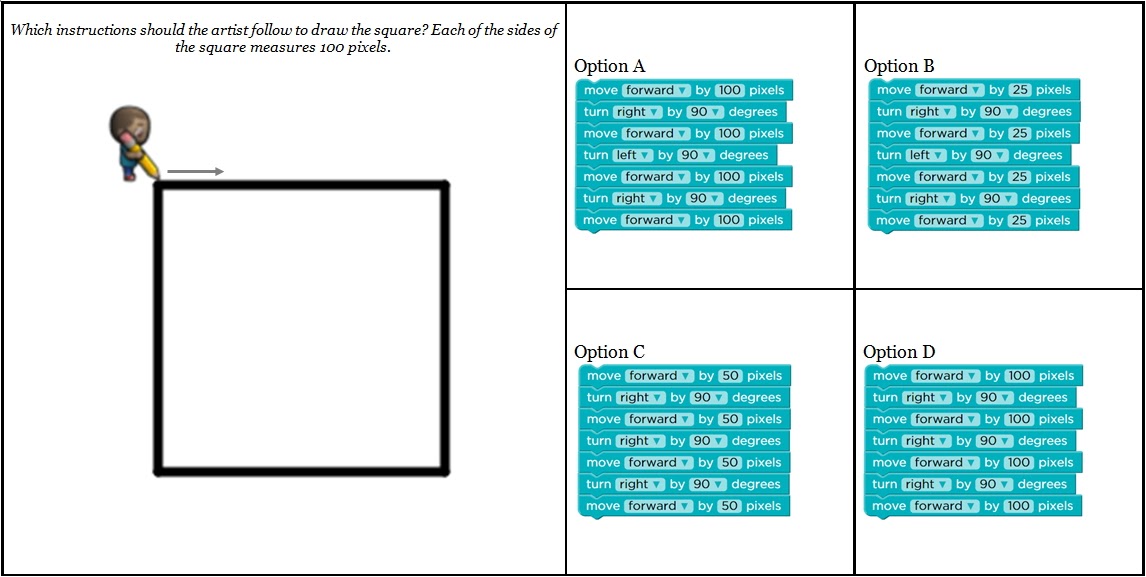 Which instructions should the artist follow to draw the square? Each of the sides of
the square measures 100 pixels.
Option A
move forward by 100 pixels
turn right by 90 degrees
move forward by 100 pixels
turn left by 90 degrees
move forward by 100 pixels
turn right by 90 degrees
move forward by 100 pixels
Option B
move forward by 25 pixels
turn right by 90 degrees
move forward by 25 pixels
turn left by 90 degrees
move forward by 25 pixels
turn right by 90 degrees
move forward by 25 pixels
Option C
move forward by 50 pixels
turn right by 90 degrees
move forward by 50 pixels
turn right by 90 degrees
move forward by 50 pixels
turn right by 90 degrees
move forward by 50 pixels
Option D
move forward by 100 pixels
turn right by 90 degrees
move forward by 100 pixels
turn right by 90 degrees
move forward by 100 pixels
turn right by 90 degrees
move forward by 100 pixels